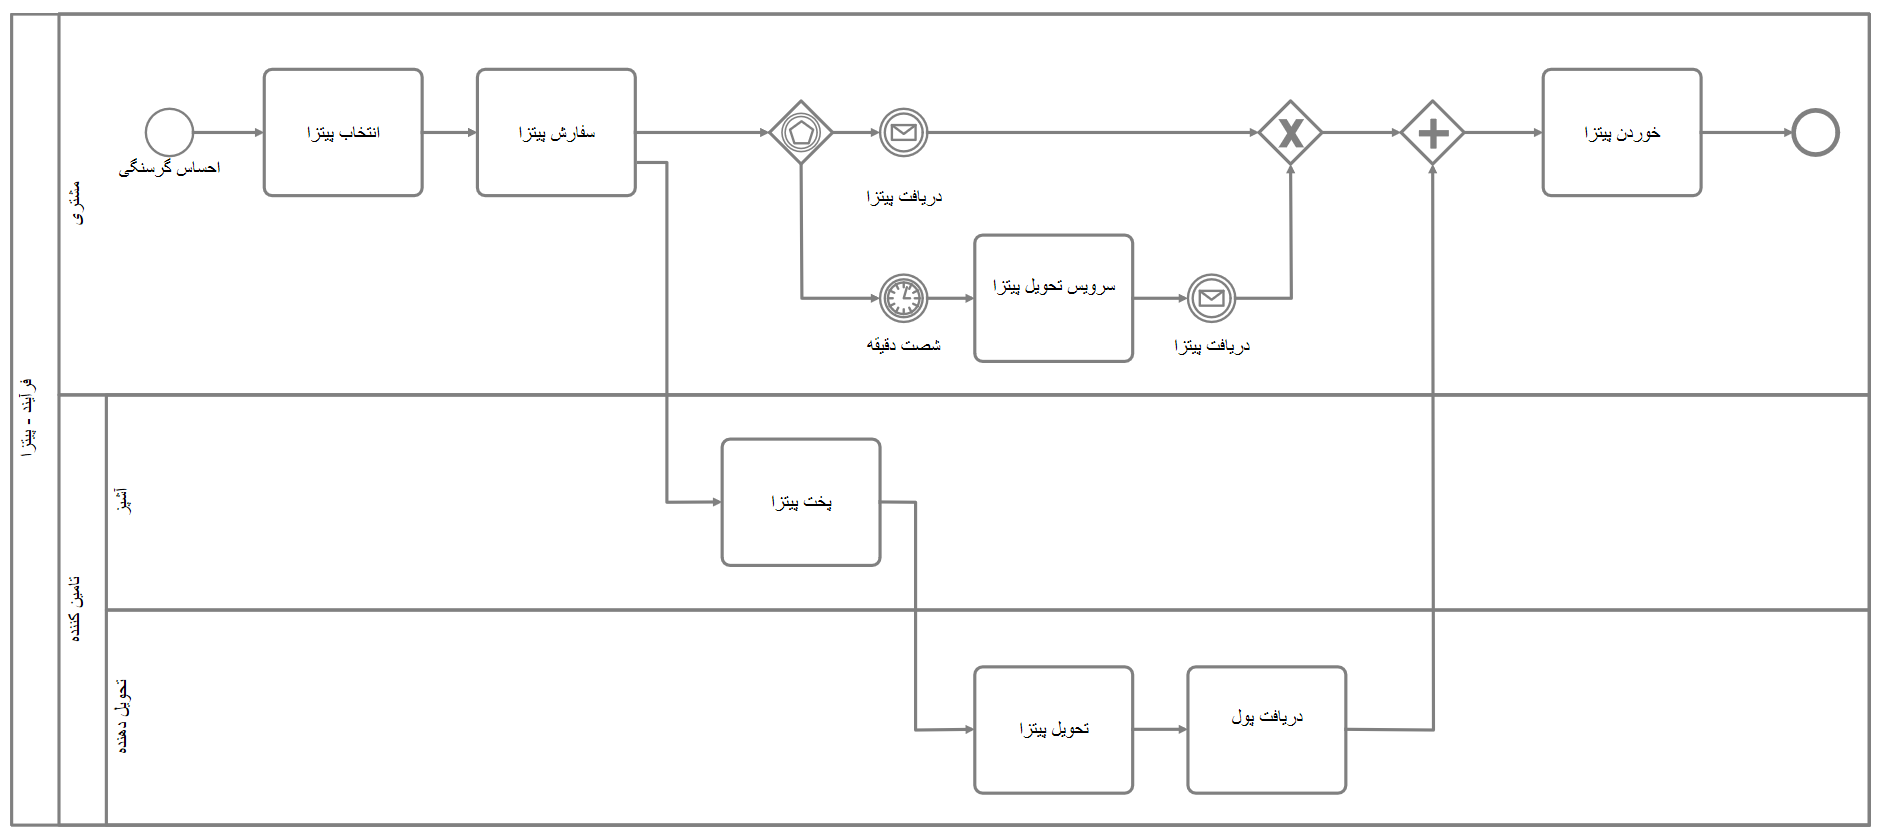 فرآیند - پیتزا
مشتری
احساس گرسنگی
انتخاب پیتزا
سفارش پیتزا
دریافت پیتزا
شصت دقیقه
سرویس تحویل پیتزا
دریافت پیتزا
خوردن پیتزا
تامین کننده
آشپز
پخت پیتزا
تحویل دهنده
تحویل پیتزا
دریافت پول